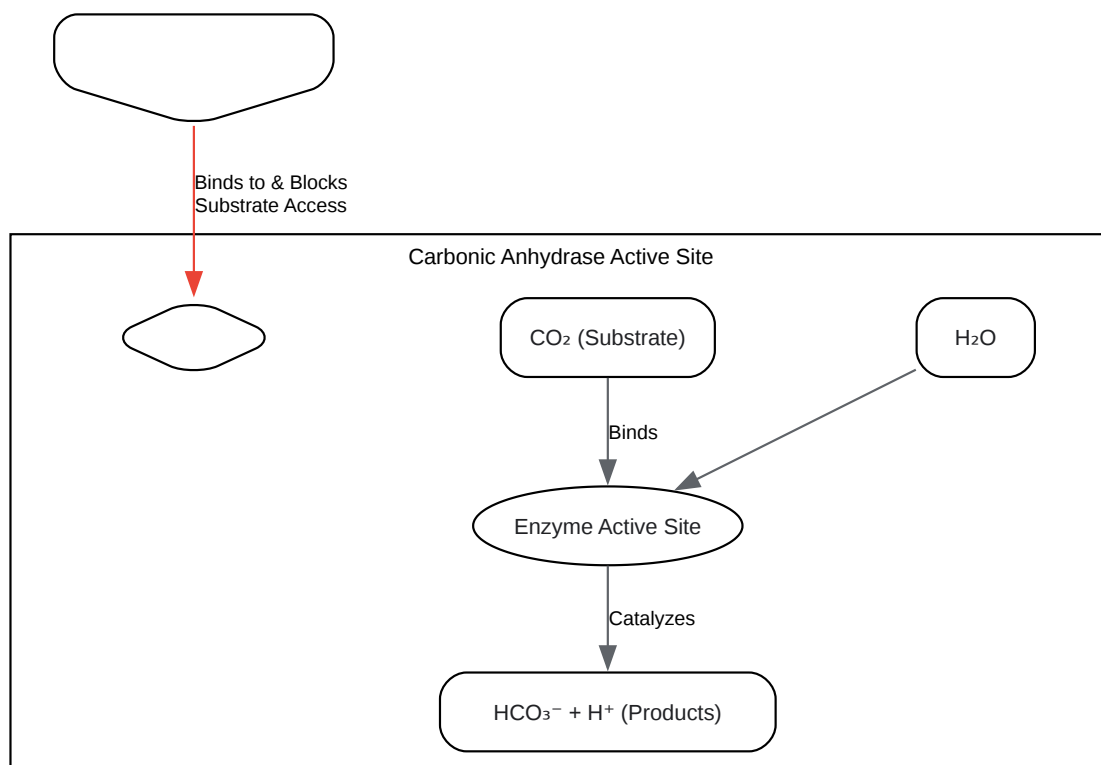 Binds to & Blocks
Substrate Access
Carbonic Anhydrase Active Site
CO₂ (Substrate)
H₂O
Binds
Enzyme Active Site
Catalyzes
HCO₃⁻ + H⁺ (Products)